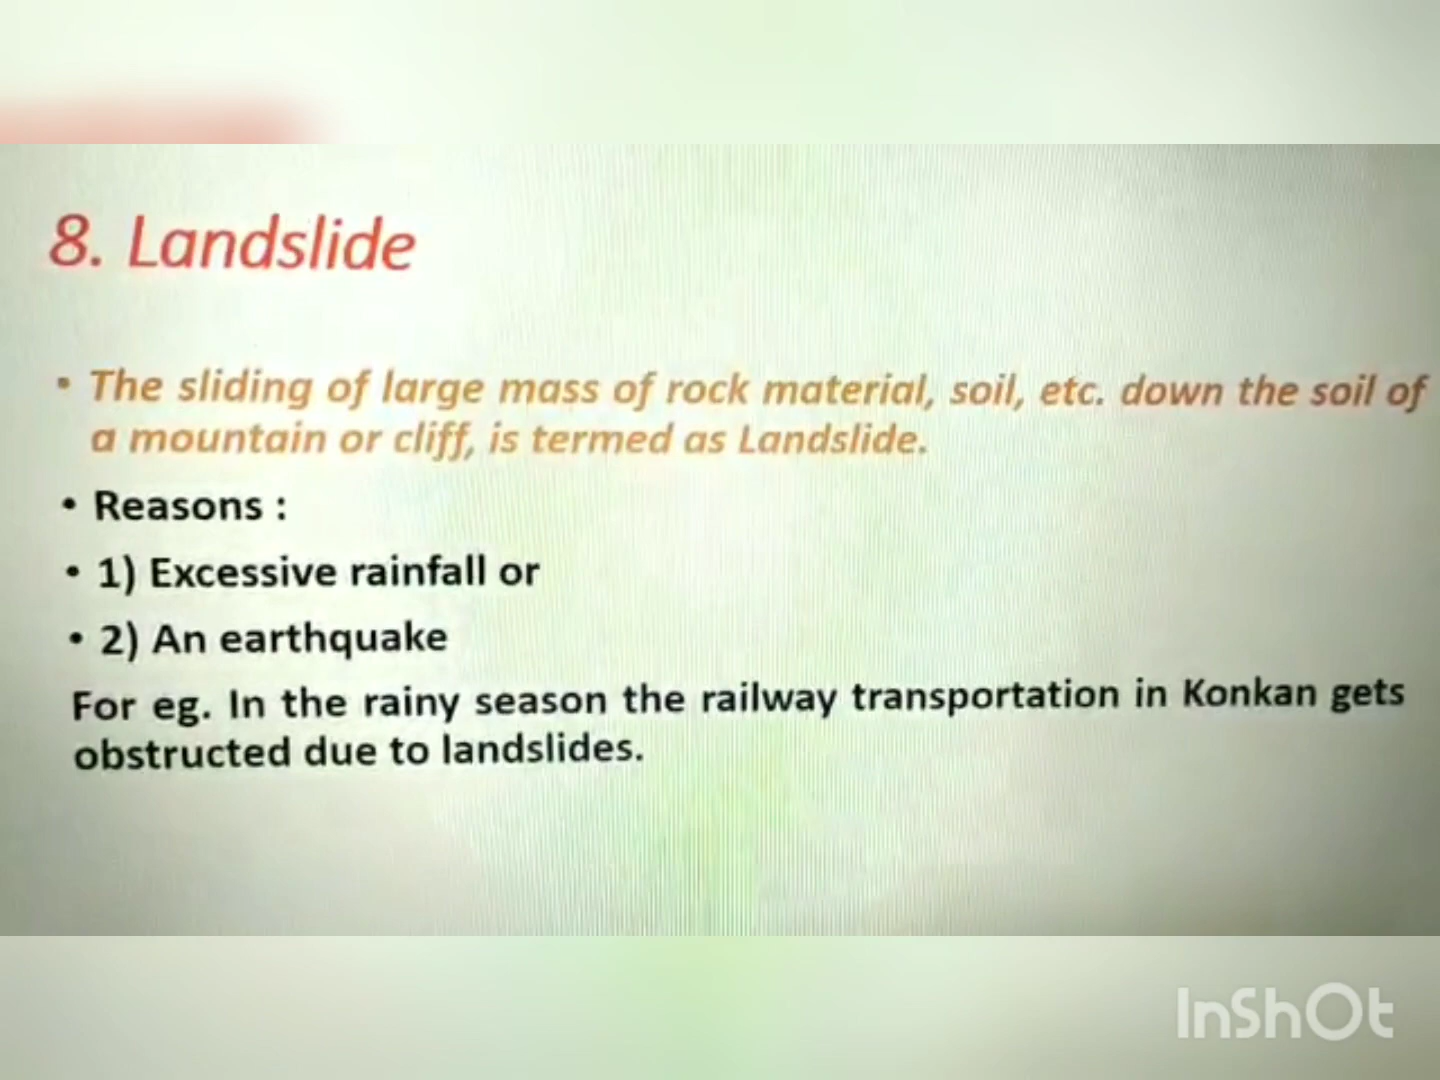 8. Landslide
• The sliding of large mass of rock material, soil, etc. down the soil of
a mountain or cliff, is termed as Landslide.
• Reasons :
• 1) Excessive rainfall or
• 2) An earthquake
For eg. In the rainy season the railway transportation in Konkan gets
obstructed due to landslides.
InShOt